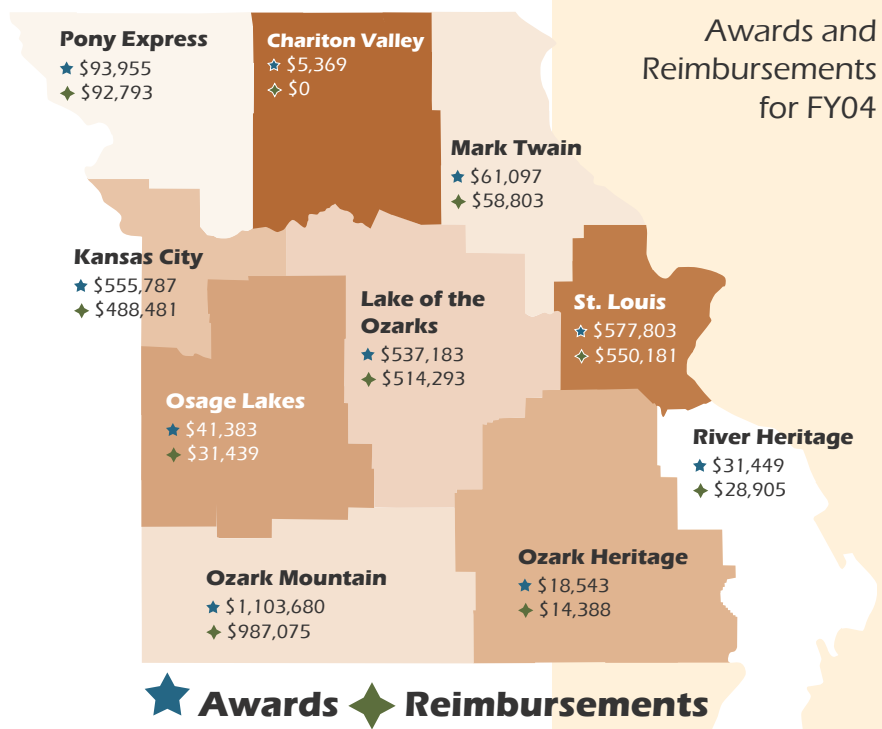 Awards and
Reimbursements
for FY04
Pony Express
$93,955
$92,793
Chariton Valley
$5,369
$0
Mark Twain
$61,097
$58,803
Kansas City
$555,787
$488,481
Lake of the
Ozarks
$537,183
$514,293
St. Louis
$577,803
$550,181
Osage Lakes
$41,383
$31,439
River Heritage
$31,449
$28,905
Ozark Mountain
$1,103,680
$987,075
Ozark Heritage
$18,543
$14,388
Awards Reimbursements